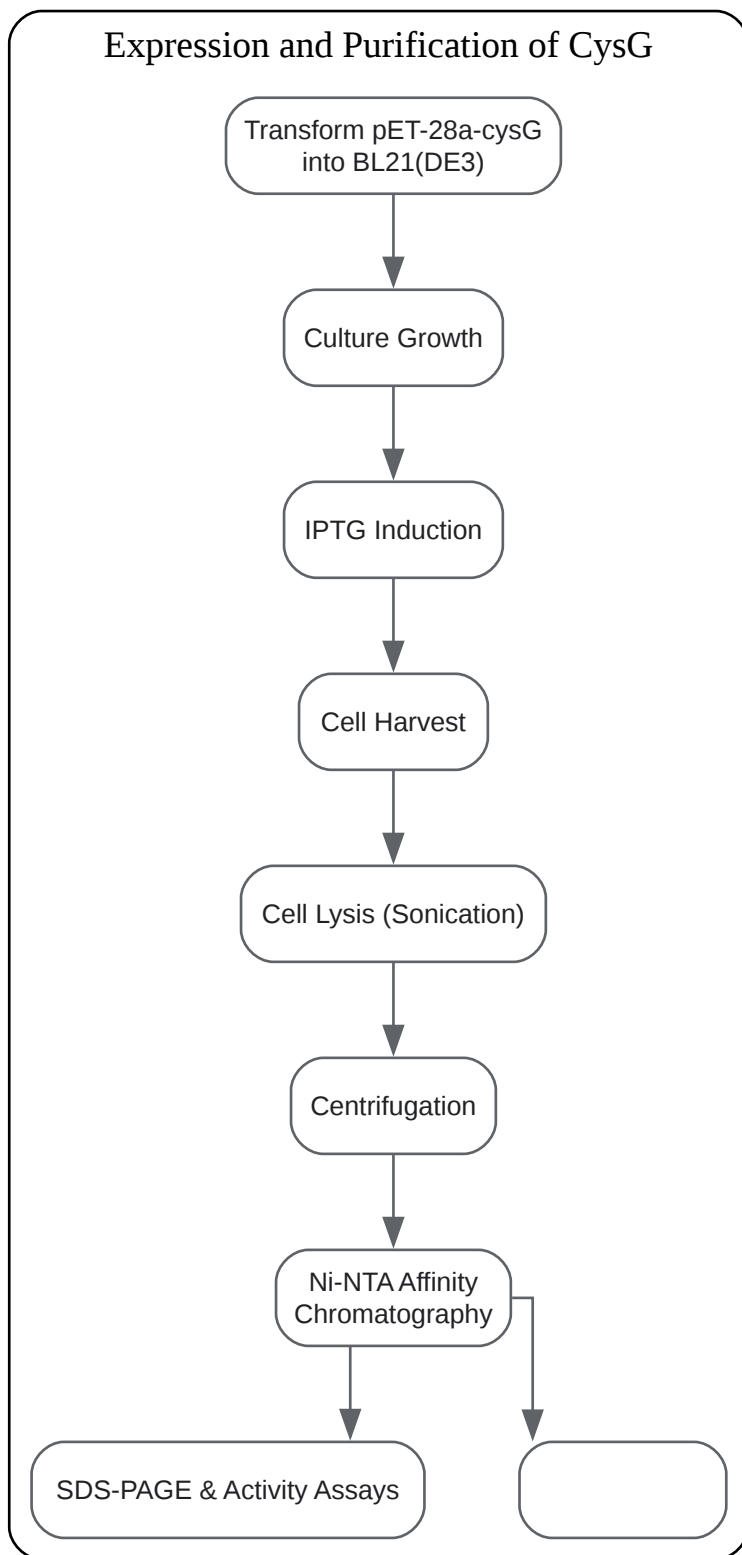 Expression and Purification of CysG
Transform pET-28a-cysG
into BL21(DE3)
Culture Growth
IPTG Induction
Cell Harvest
Cell Lysis (Sonication)
Centrifugation
Ni-NTA Affinity
Chromatography
SDS-PAGE & Activity Assays